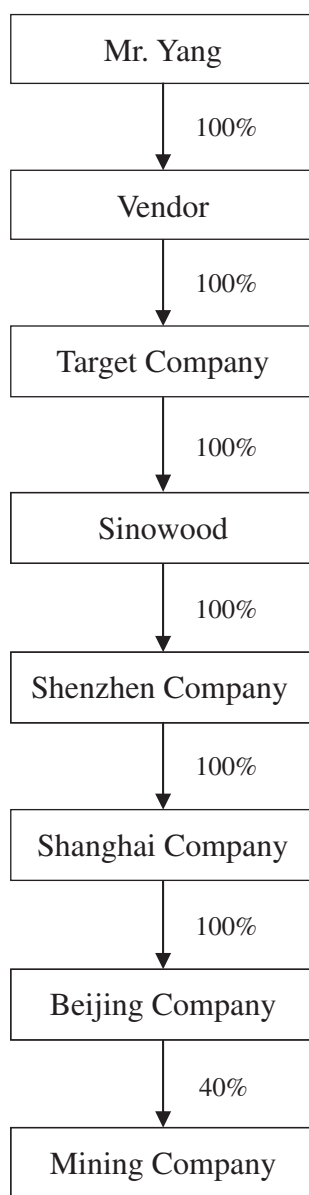 Mr. Yang
100%
Vendor
100%
Target Company
100%
Sinowood
100%
Shenzhen Company
100%
Shanghai Company
100%
Beijing Company
40%
Mining Company